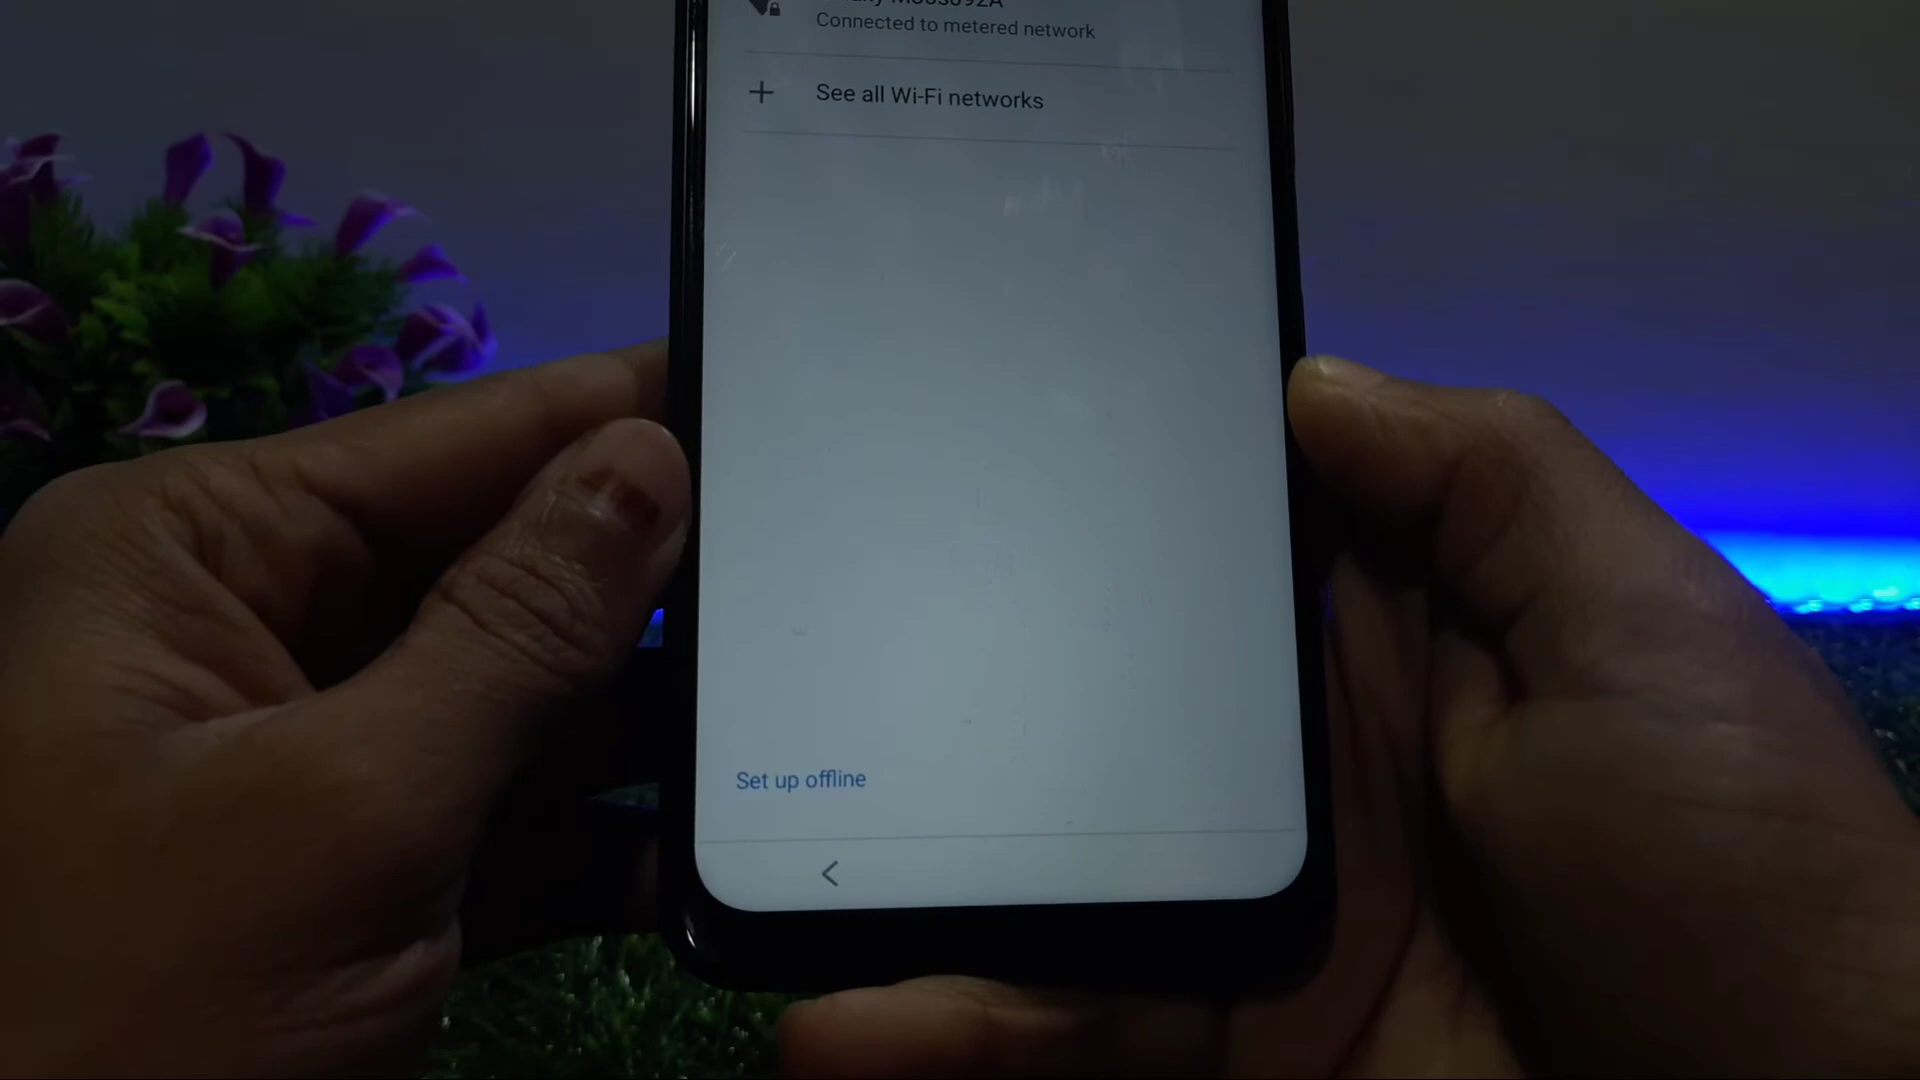 Connected to metered network
See all Wi-Fi networks
Set up offline